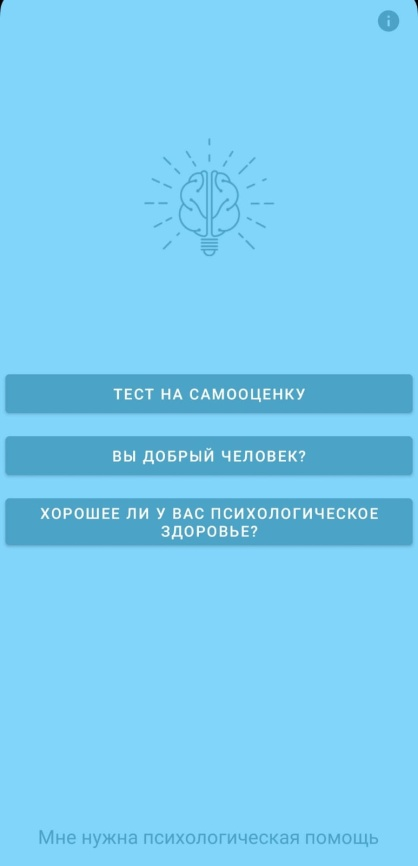 ТЕСТ НА САМООЦЕНКУ
ВЫ ДОБРЫЙ ЧЕЛОВЕК?
ХОРОШЕЕ ЛИ У ВАС ПСИХОЛОГИЧЕСКОЕ
ЗДОРОВЬЕ?
Мне нужна психологическая помощь